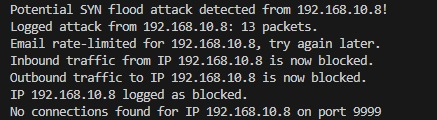 Potential SYN flood attack detected from 192.168.10.8!
Logged attack from 192.168.10.8: 13 packets.
Email rate-limited for 192.168.10.8, try again later.
Inbound traffic from IP 192.168.10.8 is now blocked.
Outbound traffic to IP 192.168.10.8 is now blocked.
IP 192.168.10.8 logged as blocked.
No connections found for IP 192.168.10.8 on port 9999